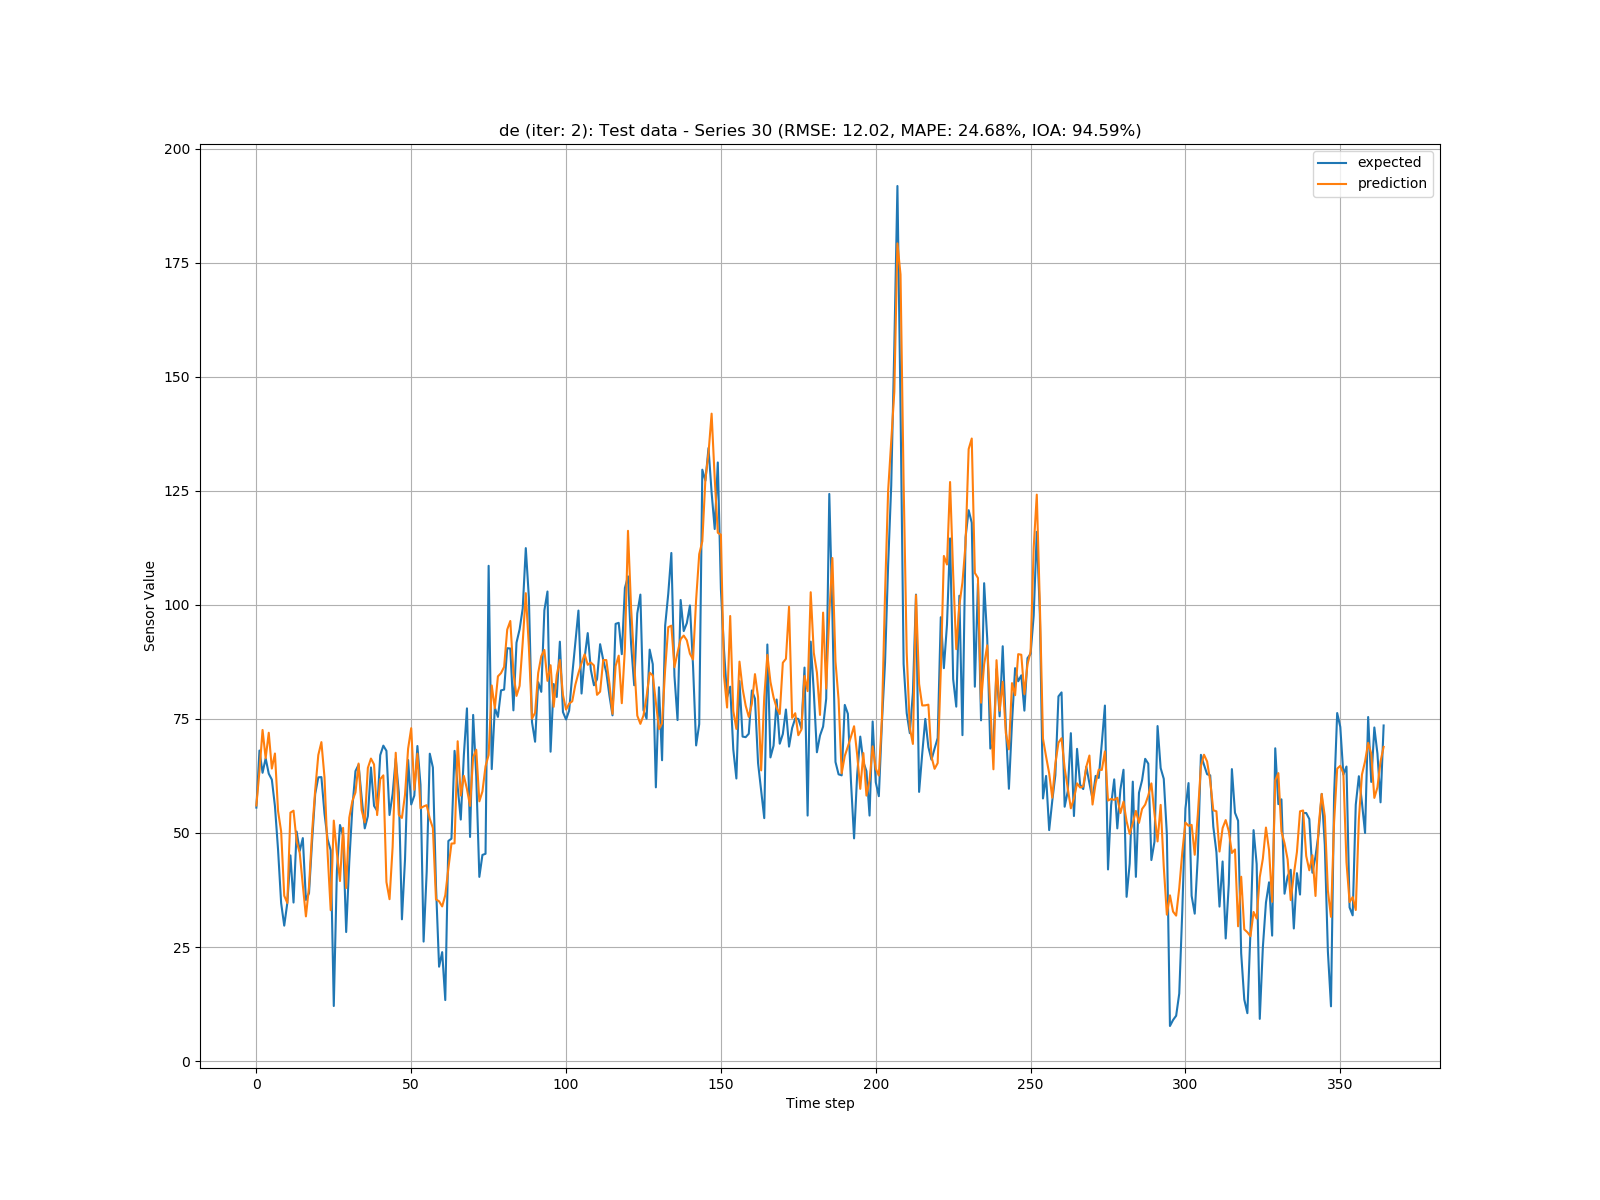 de (iter: 2): Test data - Series 30 (RMSE: 12.02, MAPE: 24.68%, IOA: 94.59%)
expected
prediction
200
175
150
125
100
75
50
25
0
Sensor Value
0 50 100 150 200 250 300 350
Time step